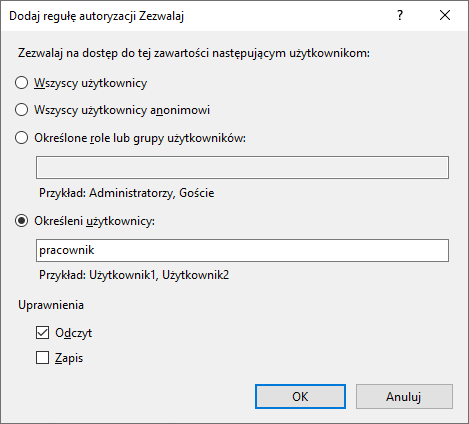 Dodaj regułę autoryzacji Zezwalaj
?
Zezwalaj na dostęp do tej zawartości następującym użytkownikom:
Wszyscy użytkownicy
Wszyscy użytkownicy anonimowi
Określone role lub grupy użytkowników:
Przykład: Administratorzy, Goście
Określeni użytkownicy:
pracownik
Przykład: Użytkownik1, Użytkownik2
Uprawnienia
Odczyt
Zapis
OK Anuluj